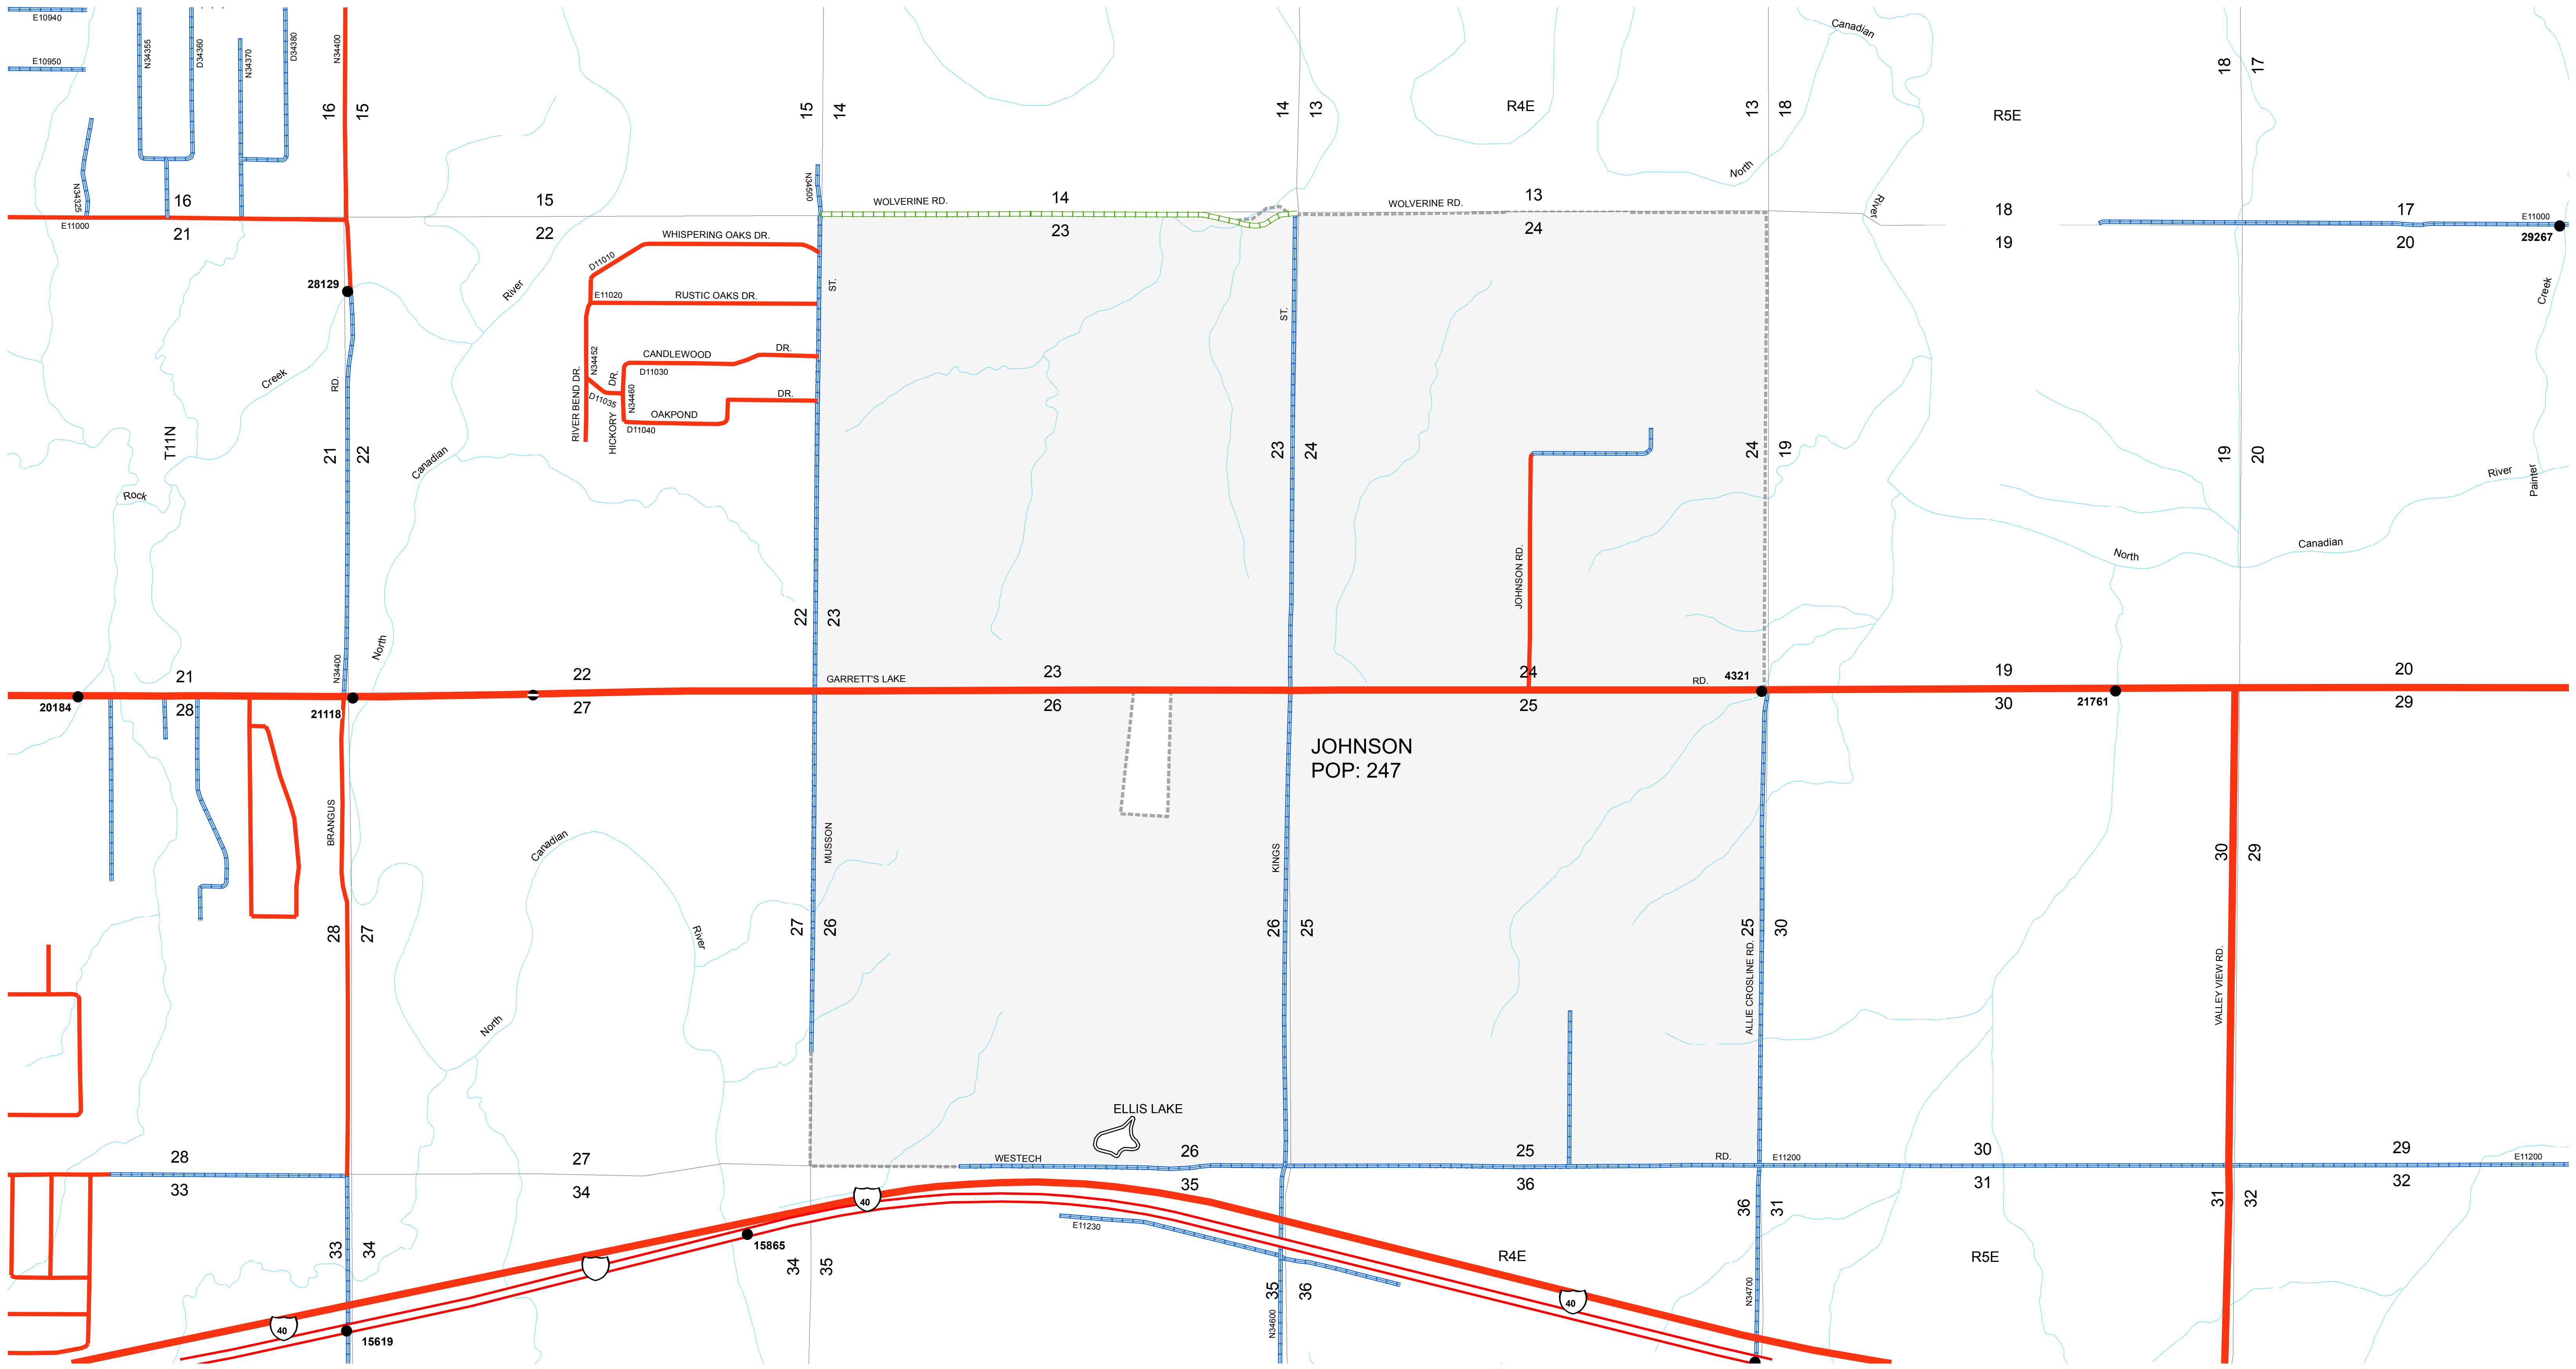 E10940
E10950
N34355
D34360
N34370
D34380
N34400
16
15
15
14
14
13
R4E
13
18
Canadian
R5E
18
17
N34325
16
E11000
21
15
22
N34500
WOLVERINE RD.
14
23
WOLVERINE RD.
13
24
North
River
18
19
17
20
E11000
29267
WHISPERING OAKS DR.
D11010
E11020
RUSTIC OAKS DR.
ST.
ST.
28129
River
Creek
Creek
RD.
N34452
CANDLEWOOD
DR.
D11030
DR.
N34460
D11035
DR.
OAKPOND
D11040
RIVER BEND DR.
HICKORY
T11N
21
22
Canadian
Rock
23
24
24
19
19
20
River
Painter
Canadian
North
JOHNSON RD.
22
23
North
N34400
21
28
20184
21118
22
27
GARRETT'S LAKE
23
26
24
25
RD.
4321
19
30
21761
20
29
JOHNSON
POP: 247
BRANGUS
Canadian
MUSSON
KINGS
30
29
28
27
River
27
26
26
25
25
30
ALLIE CROSLINE RD.
VALLEY VIEW RD.
North
ELLIS LAKE
28
33
27
34
WESTECH
26
35
25
36
RD.
E11200
30
31
29
32
E11200
40
36
31
31
32
E11230
15865
33
34
34
35
R4E
R5E
35
36
N34700
40
N34600
40
15619